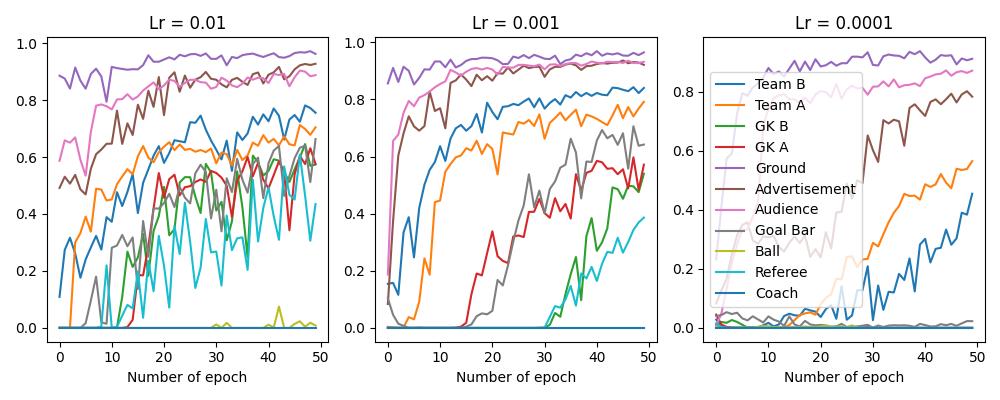 Lr = 0.01
1.0
0.8
0.6
0.4
0.2
0.0
0 10 20 30 40 50
Number of epoch
Lr = 0.001
1.0
0.8
0.6
0.4
0.2
0.0
0 10 20 30 40 50
Number of epoch
Lr = 0.0001
0.8
0.6
0.4
0.2
0.0
0 10 20 30 40 50
Number of epoch
Team B
Team A
GK B
GK A
Ground
Advertisement
Audience
Goal Bar
Ball
Referee
Coach